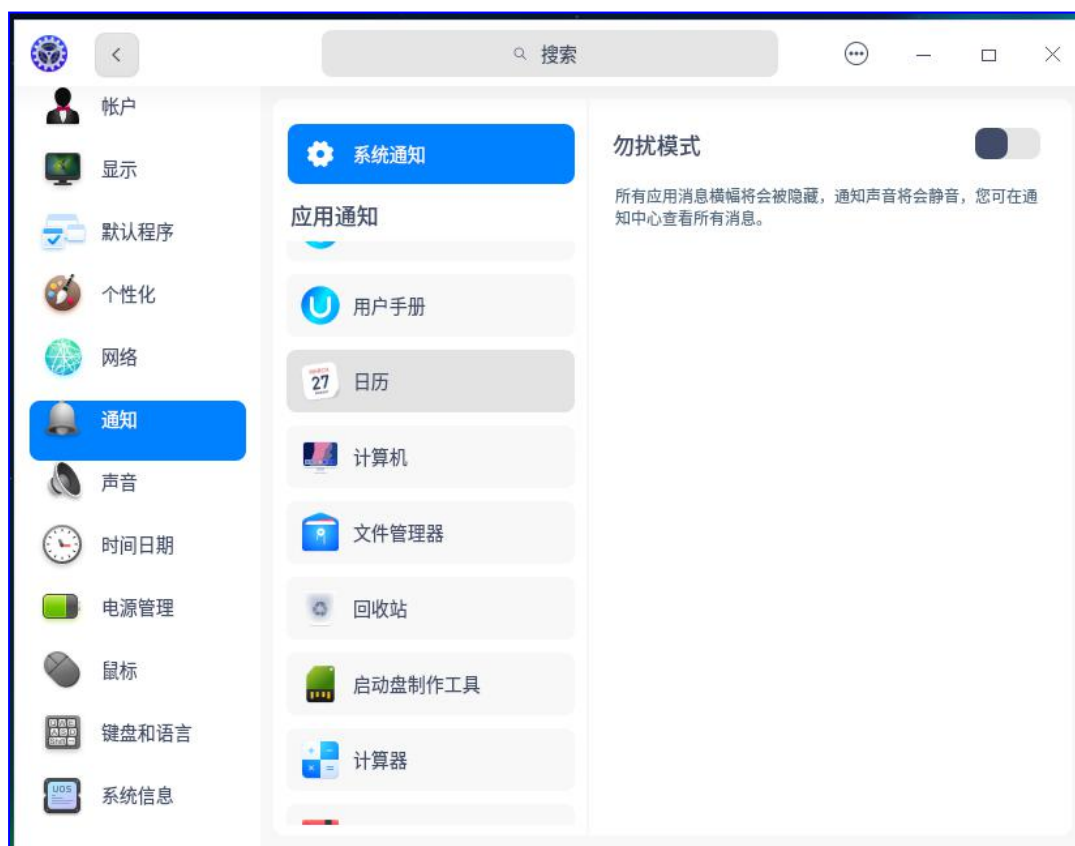 搜索
帐户
显示
默认程序
个性化
网络
通知
声音
时间日期
电源管理
鼠标
键盘和语言
UOS
系统信息
系统通知
应用通知
用户手册
27
日历
计算机
文件管理器
回收站
启动盘制作工具
计算器
勿扰模式
所有应用消息横幅将会被隐藏，通知声音将会静音，您可在通
知中心查看所有消息。